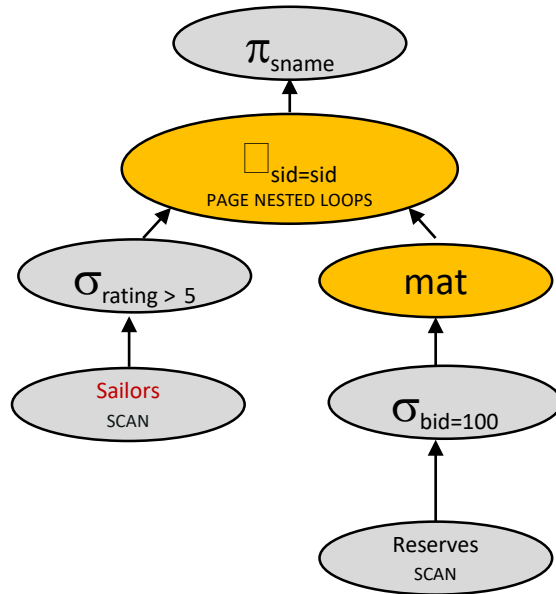 π sname
□ sid=sid
PAGE NESTED LOOPS
σ rating > 5
mat
Sailors
SCAN
σ bid=100
Reserves
SCAN